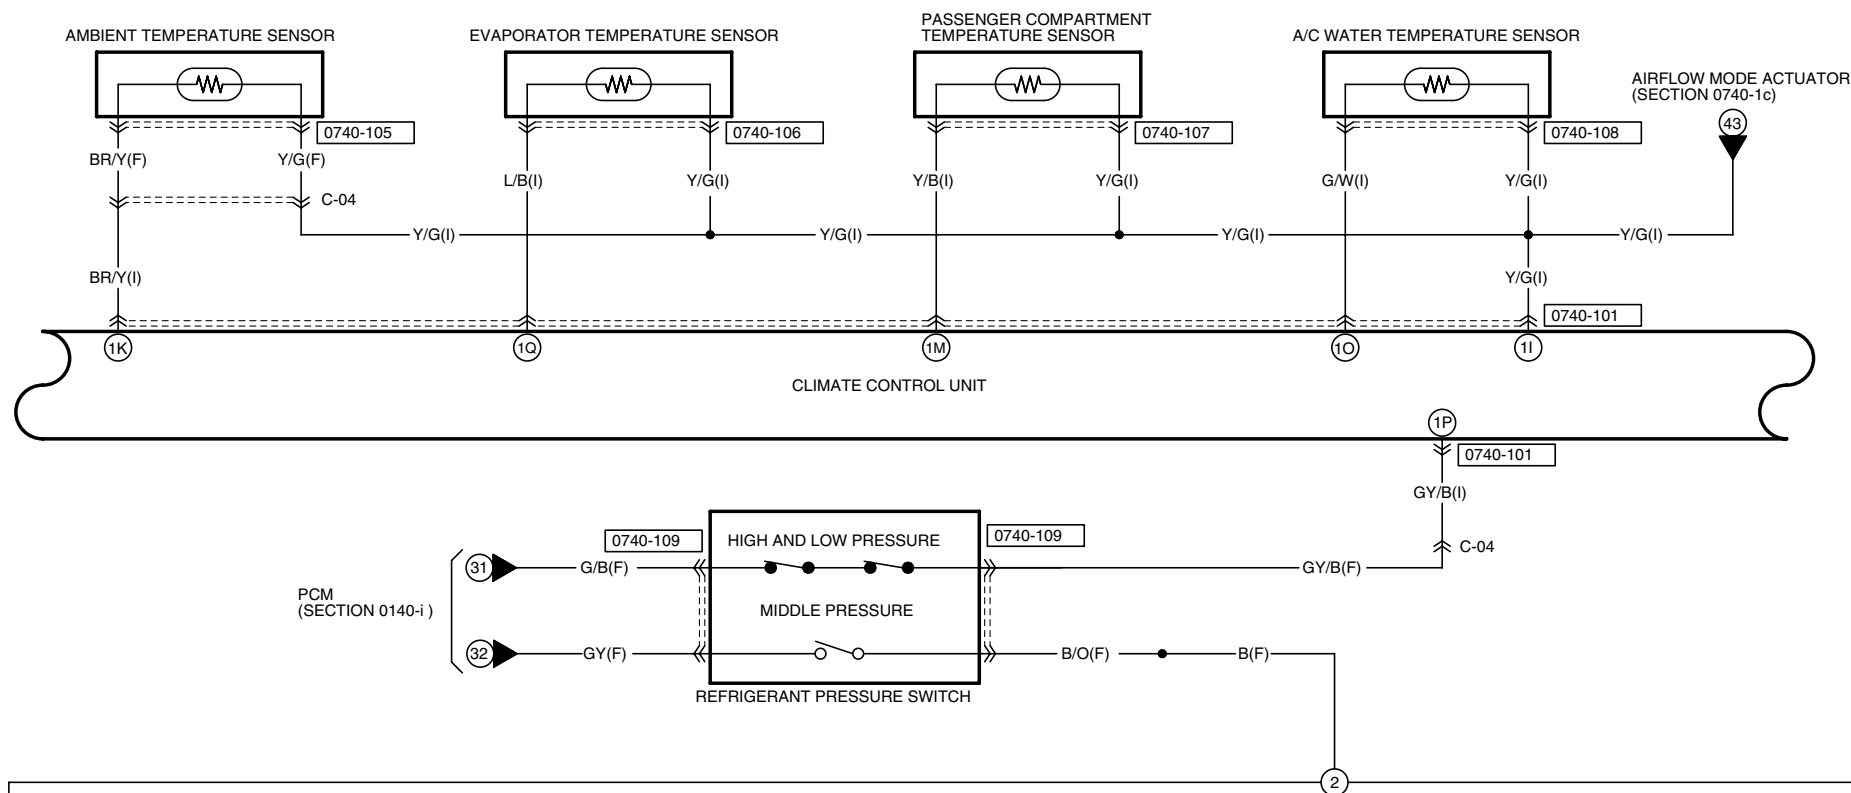 AMBIENT TEMPERATURE SENSOR
EVAPORATOR TEMPERATURE SENSOR
PASSENGER COMPARTMENT
TEMPERATURE SENSOR
A/C WATER TEMPERATURE SENSOR
AIRFLOW MODE ACTUATOR
(SECTION 0740-1c)
43
0740-105
0740-106
0740-107
0740-108
BR/Y(F)
Y/G(F)
L/B(I)
Y/G(I)
Y/B(I)
Y/G(I)
G/W(I)
Y/G(I)
C-04
Y/G(I)
Y/G(I)
Y/G(I)
Y/G(I)
BR/Y(I)
Y/G(I)
0740-101
1K
1Q
1M
1O
1I
CLIMATE CONTROL UNIT
1P
0740-101
GY/B(I)
C-04
0740-109
HIGH AND LOW PRESSURE
0740-109
31
G/B(F)
GY/B(F)
PCM
(SECTION 0140-i )
MIDDLE PRESSURE
32
GY(F)
B/O(F)
B(F)
REFRIGERANT PRESSURE SWITCH
2